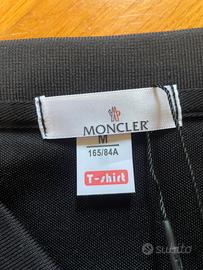 MONCLER
M
165/84A
T-shirt
subito